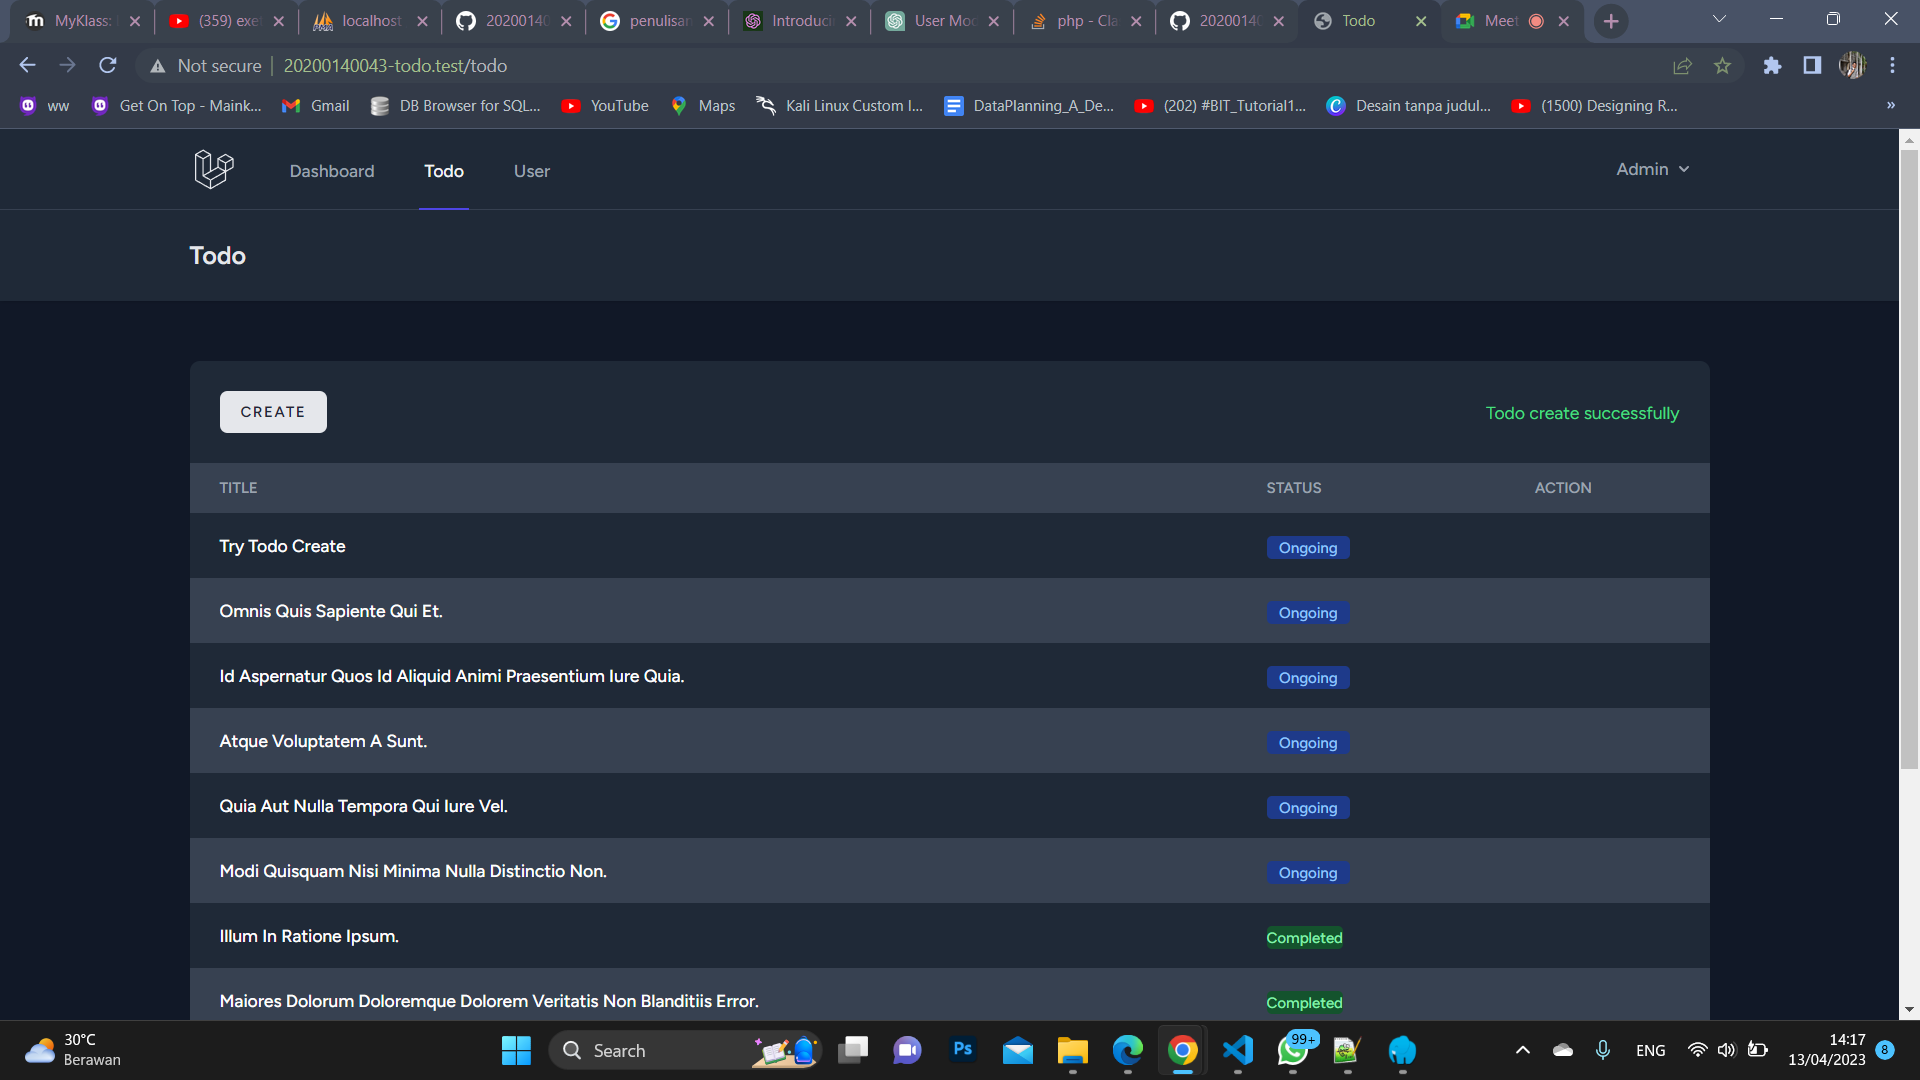 MyKlass:
(359) exe
localhost
20200140
penulisan
Introduci
User Mod
php - Cla
20200140
Todo
Meet
Not secure
20200140043-todo.test/todo
ww
Get On Top - Maink...
Gmail
DB Browser for SQL...
YouTube
Maps
Kali Linux Custom I...
DataPlanning_A_De...
(202) #BIT_Tutorial1...
Desain tanpa judul...
(1500) Designing R...
»
Dashboard
Todo
User
Admin
Todo
CREATE
Todo create successfully
TITLE STATUS ACTION
Try Todo Create Ongoing
Omnis Quis Sapiente Qui Et. Ongoing
Id Aspernatur Quos Id Aliquid Animi Praesentium Iure Quia. Ongoing
Atque Voluptatem A Sunt. Ongoing
Quia Aut Nulla Tempora Qui Iure Vel. Ongoing
Modi Quisquam Nisi Minima Nulla Distinctio Non. Ongoing
Illum In Ratione Ipsum. Completed
Maiores Dolorum Doloremque Dolorem Veritatis Non Blanditiis Error. Completed
30°C
Berawan
Search
Ps
99+
ENG
14:17
13/04/2023
8